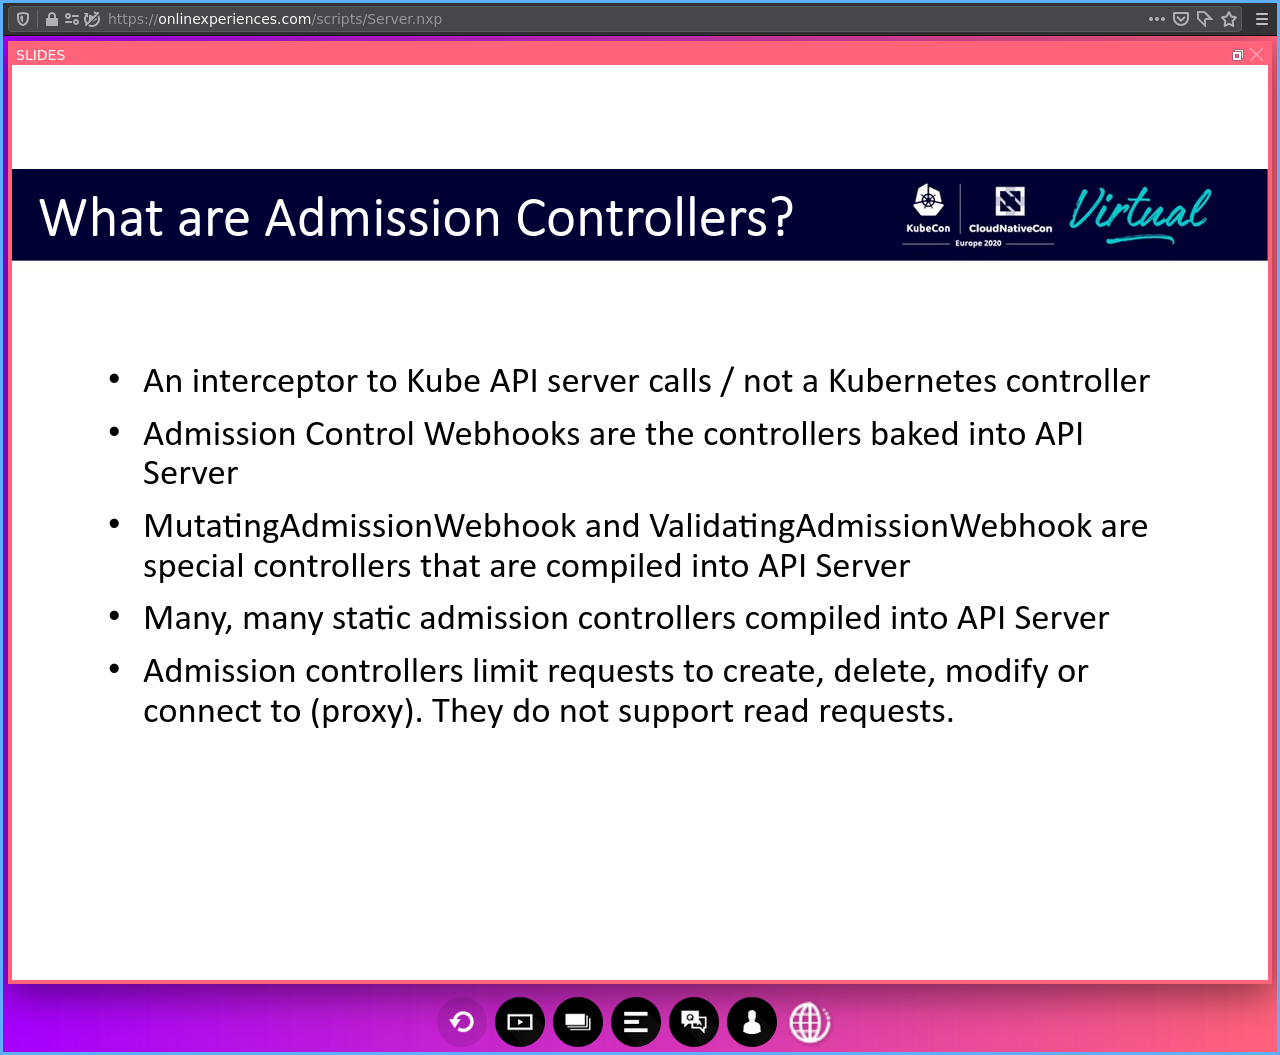 https://onlinexperiences.com/scripts/Server.nxp
SLIDES
What are Admission Controllers?
KubeCon
CloudNativeCon
Europe 2020
Virtual
• An interceptor to Kube API server calls / not a Kubernetes controller
• Admission Control Webhooks are the controllers baked into API
Server
• MutatingAdmissionWebhook and ValidatingAdmissionWebhook are
special controllers that are compiled into API Server
• Many, many static admission controllers compiled into API Server
• Admission controllers limit requests to create, delete, modify or
connect to (proxy). They do not support read requests.